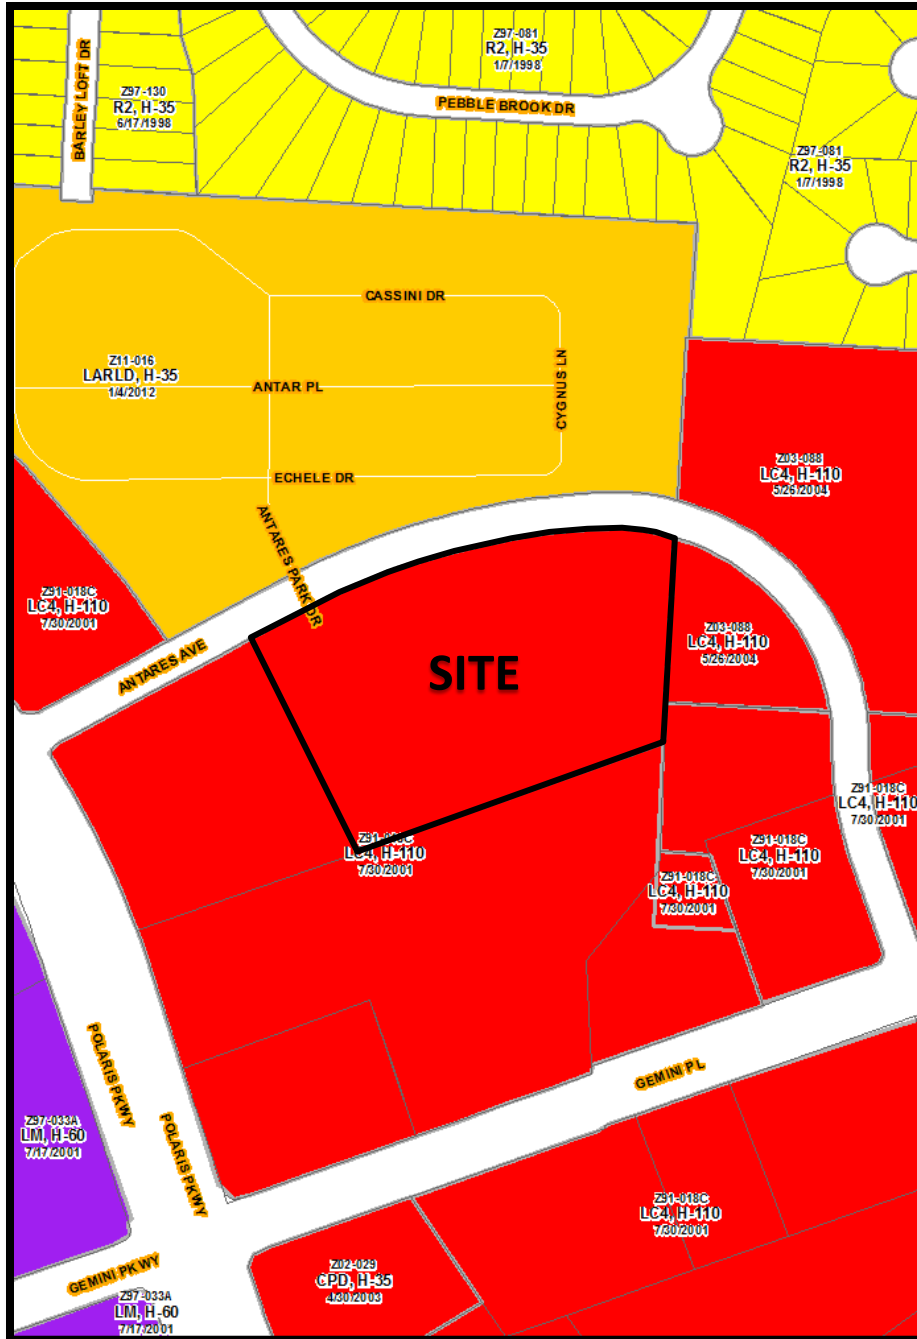 Z97-081
R2, H-35
1/7/1998
BARLEY LOFT DR
Z97-130
R2, H-35
6/17/1998
PEBBLE BROOK DR
Z97-081
R2, H-35
1/7/1998
CASSINI DR
Z11-016
LARLD, H-35
1/4/2012
ANTAR PL
CYGNUS LN
ECHELE DR
Z03-088
LC4, H-110
5/26/2004
ANTARES PARK DR
Z91-018C
LC4, H-110
7/30/2001
ANTARES AVE
Z03-088
LC4, H-110
5/26/2004
SITE
Z91-018C
LC4, H-110
7/30/2001
Z91-018C
LC4, H-110
7/30/2001
Z91-018C
LC4, H-110
7/30/2001
Z91-018C
LC4, H-110
7/30/2001
POLARIS PKWY
GEMINI PL
Z97-033A
LM, H-60
7/17/2001
POLARIS PKWY
Z91-018C
LC4, H-110
7/30/2001
Z02-029
CPD, H-35
4/30/2003
GEMINI PKWY
Z97-033A
LM, H-60
7/17/2001